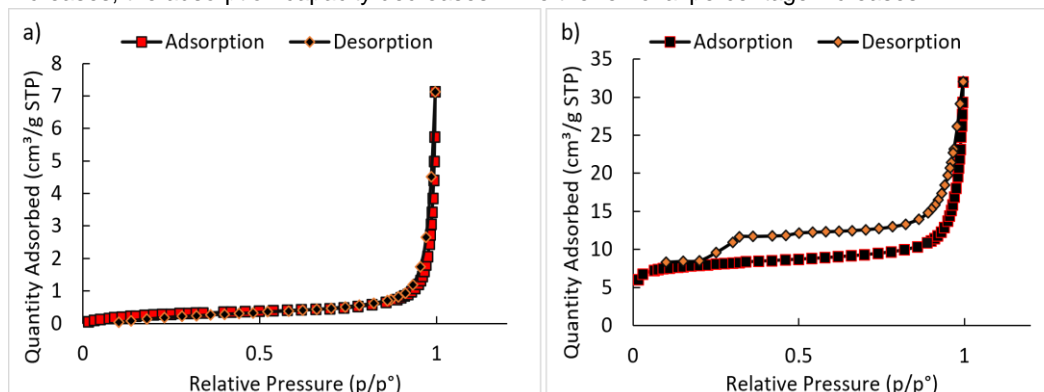 a)
Adsorption Desorption
Quantity Adsorbed (cm³/g STP)
8
7
6
5
4
3
2
1
0
0 0.5 1
Relative Pressure (p/p°)
b)
Adsorption Desorption
Quantity Adsorbed (cm³/g STP)
35
30
25
20
15
10
5
0
0 0.5 1
Relative Pressure (p/p°)